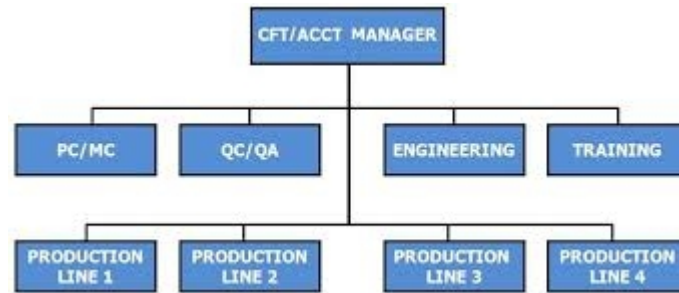 CFT/ACCT MANAGER
PC/MC
QC/QA
ENGINEERING
TRAINING
PRODUCTION
LINE 1
PRODUCTION
LINE 2
PRODUCTION
LINE 3
PRODUCTION
LINE 4